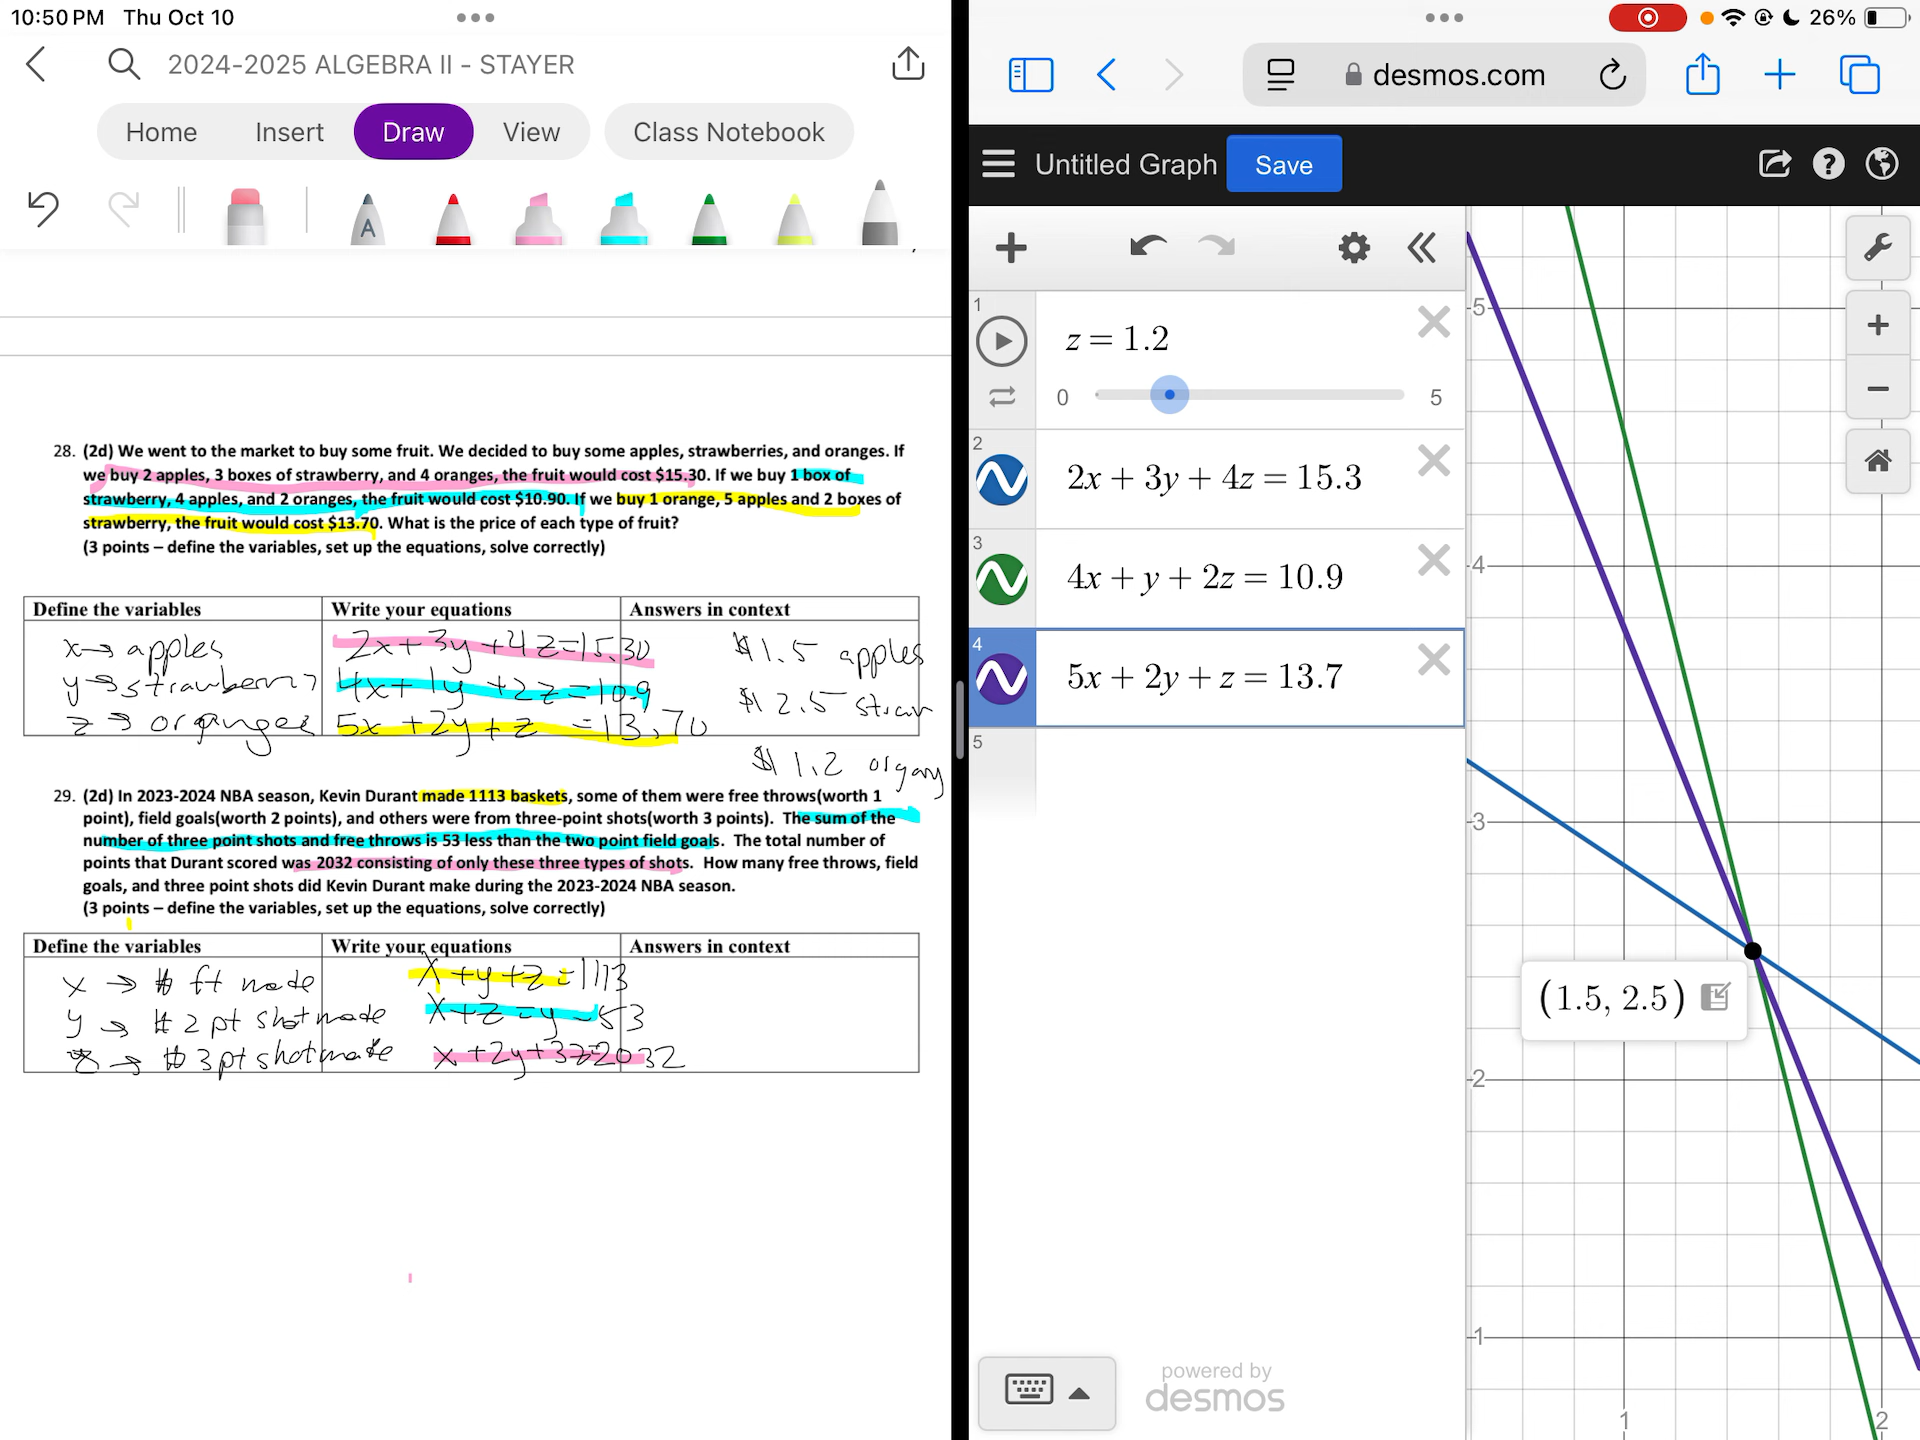 10:50 PM Thu Oct 10
2024-2025 ALGEBRA II - STAYER
Home Insert Draw View Class Notebook
A
28. (2d) We went to the market to buy some fruit. We decided to buy some apples, strawberries, and oranges. If
we buy 2 apples, 3 boxes of strawberry, and 4 oranges, the fruit would cost $15.30. If we buy 1 box of
strawberry, 4 apples, and 2 oranges, the fruit would cost $10.90. If we buy 1 orange, 5 apples and 2 boxes of
strawberry, the fruit would cost $13.70. What is the price of each type of fruit?
(3 points – define the variables, set up the equations, solve correctly)
Define the variables Write your equations Answers in context
x → apples 2x + 3y + 4z = 15.30 $1.5 apples
y → strawberri 4x + 1y + 2z = 10.9 $2.5 straw
z → oranges 5x + 2y + z = 13.70
$1.2 organg
29. (2d) In 2023-2024 NBA season, Kevin Durant made 1113 baskets, some of them were free throws(worth 1
point), field goals(worth 2 points), and others were from three-point shots(worth 3 points). The sum of the
number of three point shots and free throws is 53 less than the two point field goals. The total number of
points that Durant scored was 2032 consisting of only these three types of shots. How many free throws, field
goals, and three point shots did Kevin Durant make during the 2023-2024 NBA season.
(3 points – define the variables, set up the equations, solve correctly)
Define the variables Write your equations Answers in context
x → # ft made x + y + z = 1113
y → # 2 pt shot made x + z = y - 53
z → # 3pt shot made x + 2y + 3z = 2032
26%
desmos.com
Untitled Graph Save
1
z = 1.2
0 5
2
2x + 3y + 4z = 15.3
3
4x + y + 2z = 10.9
4
5x + 2y + z = 13.7
5
5
4
3
(1.5, 2.5)
2
1
1 2
powered by
desmos